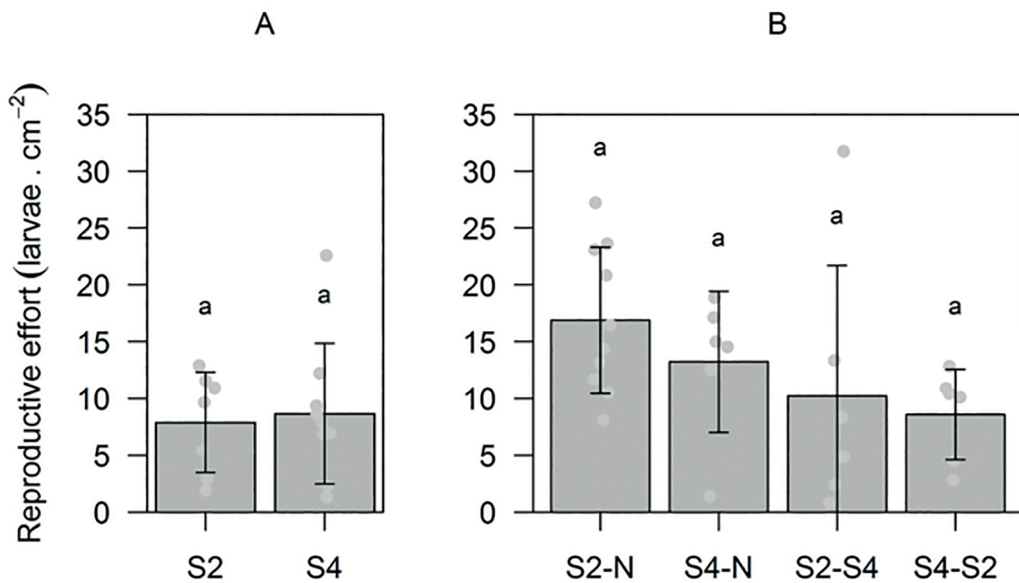 A
B
Reproductive effort (larvae . cm⁻²)
35
30
25
20
15
10
5
0
a
a
S2
S4
35
30
25
20
15
10
5
0
a
a
a
a
S2-N
S4-N
S2-S4
S4-S2